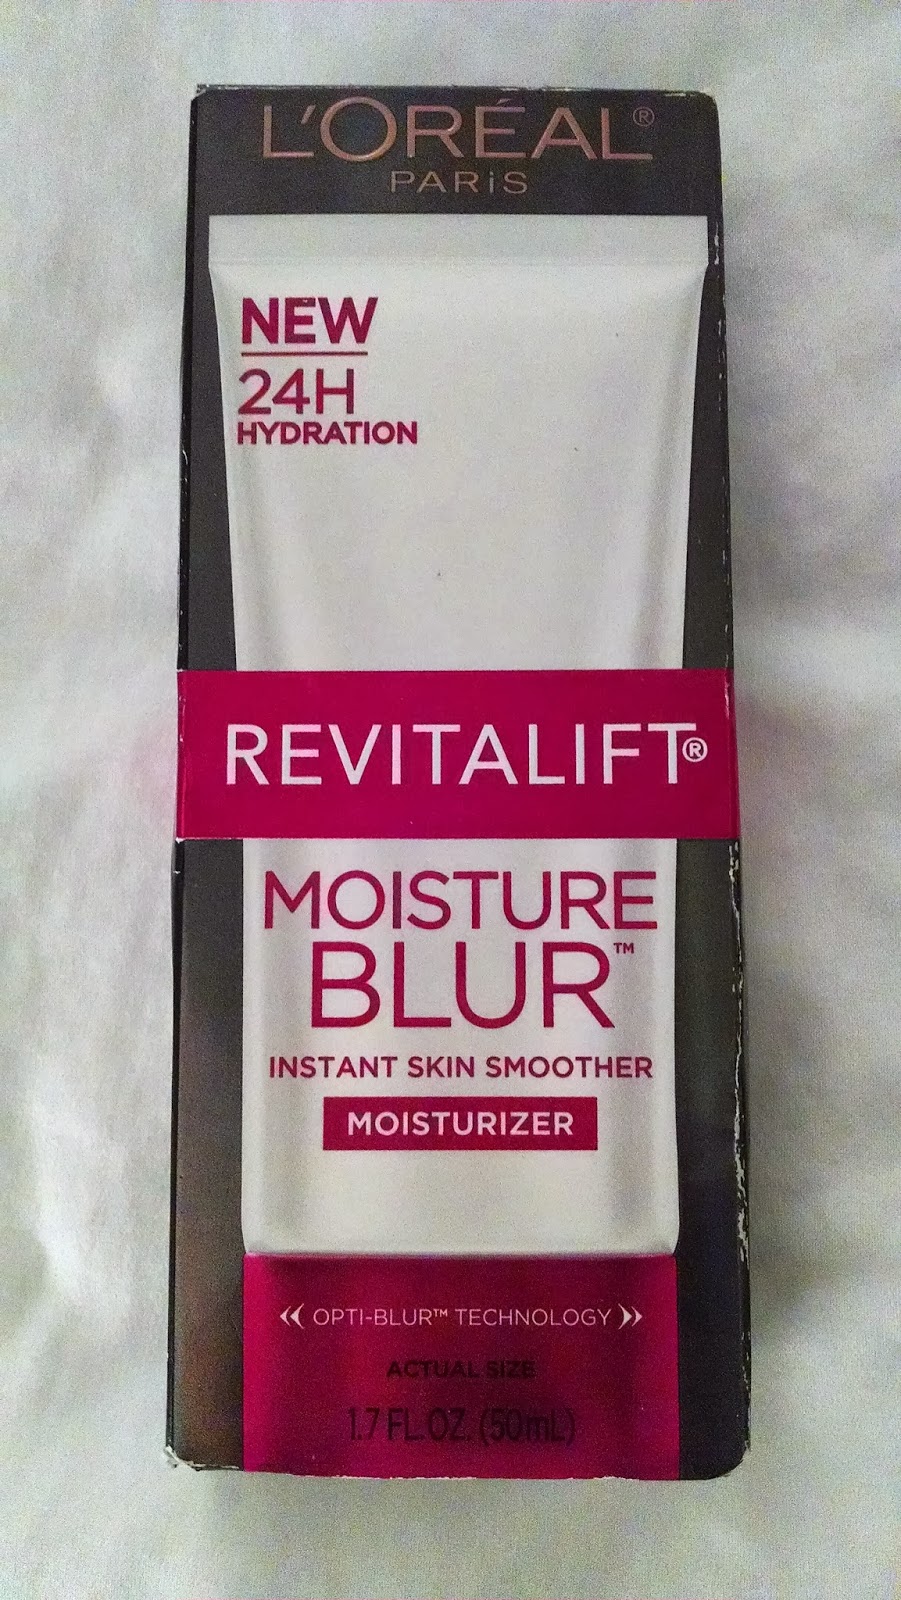 L'ORÉAL®
PARiS
NEW
24H
HYDRATION
REVITALIFT®
MOISTURE
BLUR™
INSTANT SKIN SMOOTHER
MOISTURIZER
« OPTI-BLUR™ TECHNOLOGY »
ACTUAL SIZE
1.7 FL.OZ. (50mL)